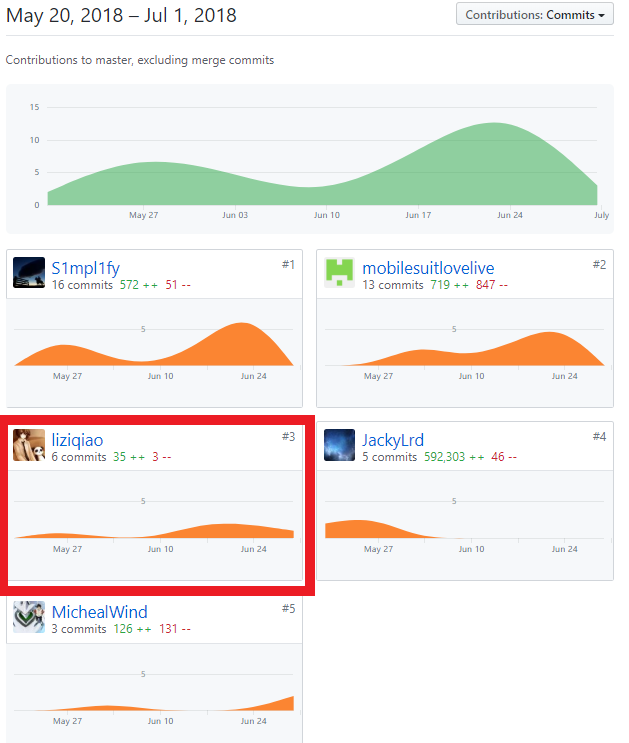 May 20, 2018 – Jul 1, 2018
Contributions: Commits
Contributions to master, excluding merge commits
15
10
5
0
May 27 Jun 03 Jun 10 Jun 17 Jun 24 July
S1mpl1fy #1
16 commits 572 ++ 51 --
5
May 27 Jun 10 Jun 24
mobilesuitlovelive #2
13 commits 719 ++ 847 --
5
May 27 Jun 10 Jun 24
liziqiao #3
6 commits 35 ++ 3 --
5
May 27 Jun 10 Jun 24
JackyLrd #4
5 commits 592,303 ++ 46 --
5
May 27 Jun 10 Jun 24
MichealWind #5
3 commits 126 ++ 131 --
5
May 27 Jun 10 Jun 24